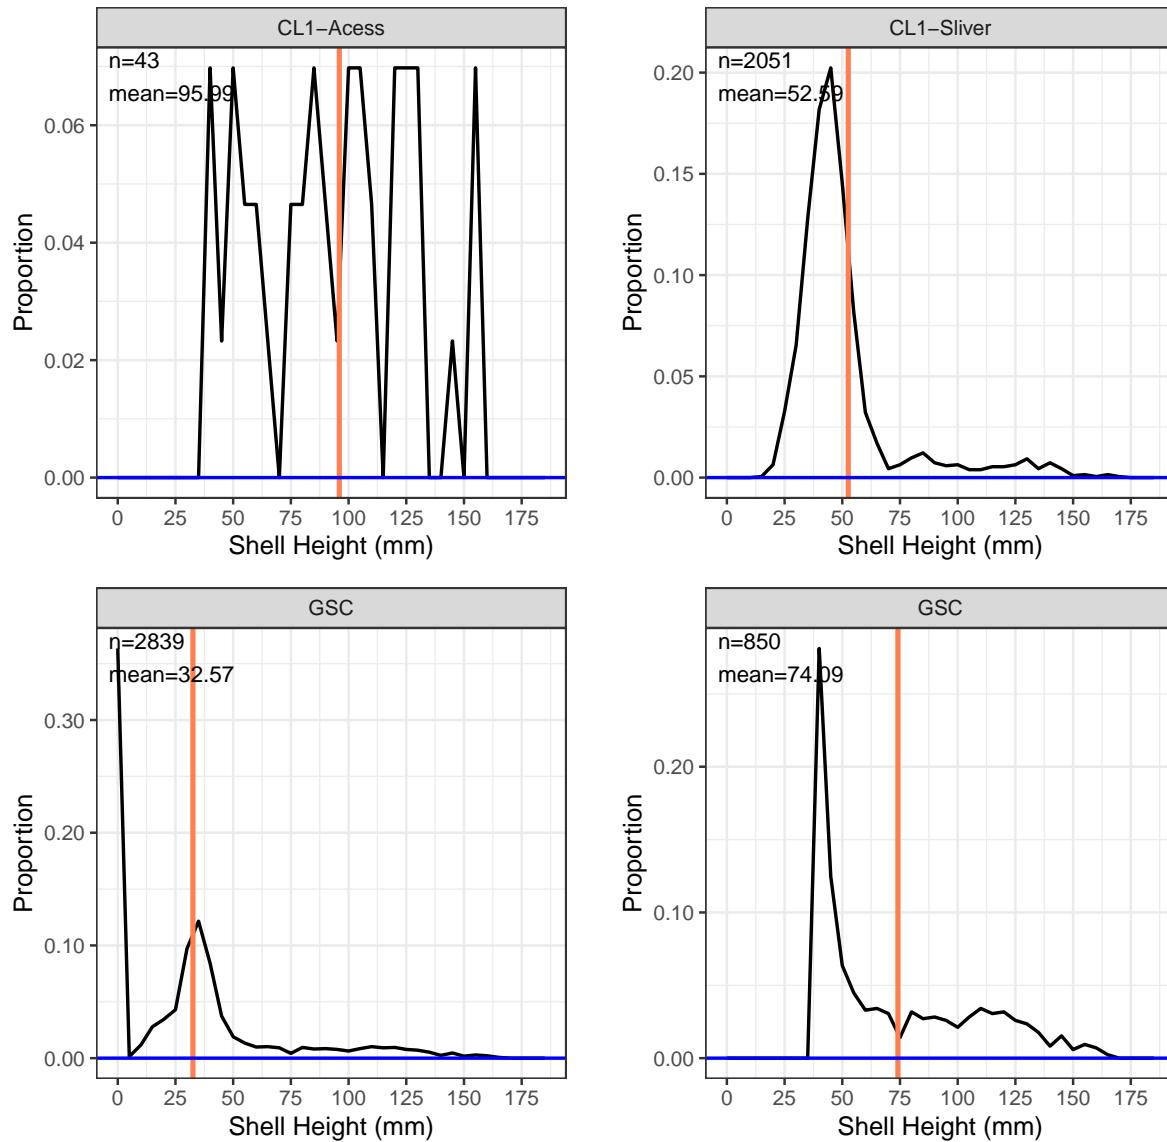 CL1−Acess
n=43
mean=95.99
0.06
0.04
0.02
0.00
Proportion
0 25 50 75 100 125 150 175
Shell Height (mm)
CL1−Sliver
n=2051
mean=52.59
0.20
0.15
0.10
0.05
0.00
Proportion
0 25 50 75 100 125 150 175
Shell Height (mm)
GSC
n=2839
mean=32.57
0.30
0.20
0.10
0.00
Proportion
0 25 50 75 100 125 150 175
Shell Height (mm)
GSC
n=850
mean=74.09
0.20
0.10
0.00
Proportion
0 25 50 75 100 125 150 175
Shell Height (mm)